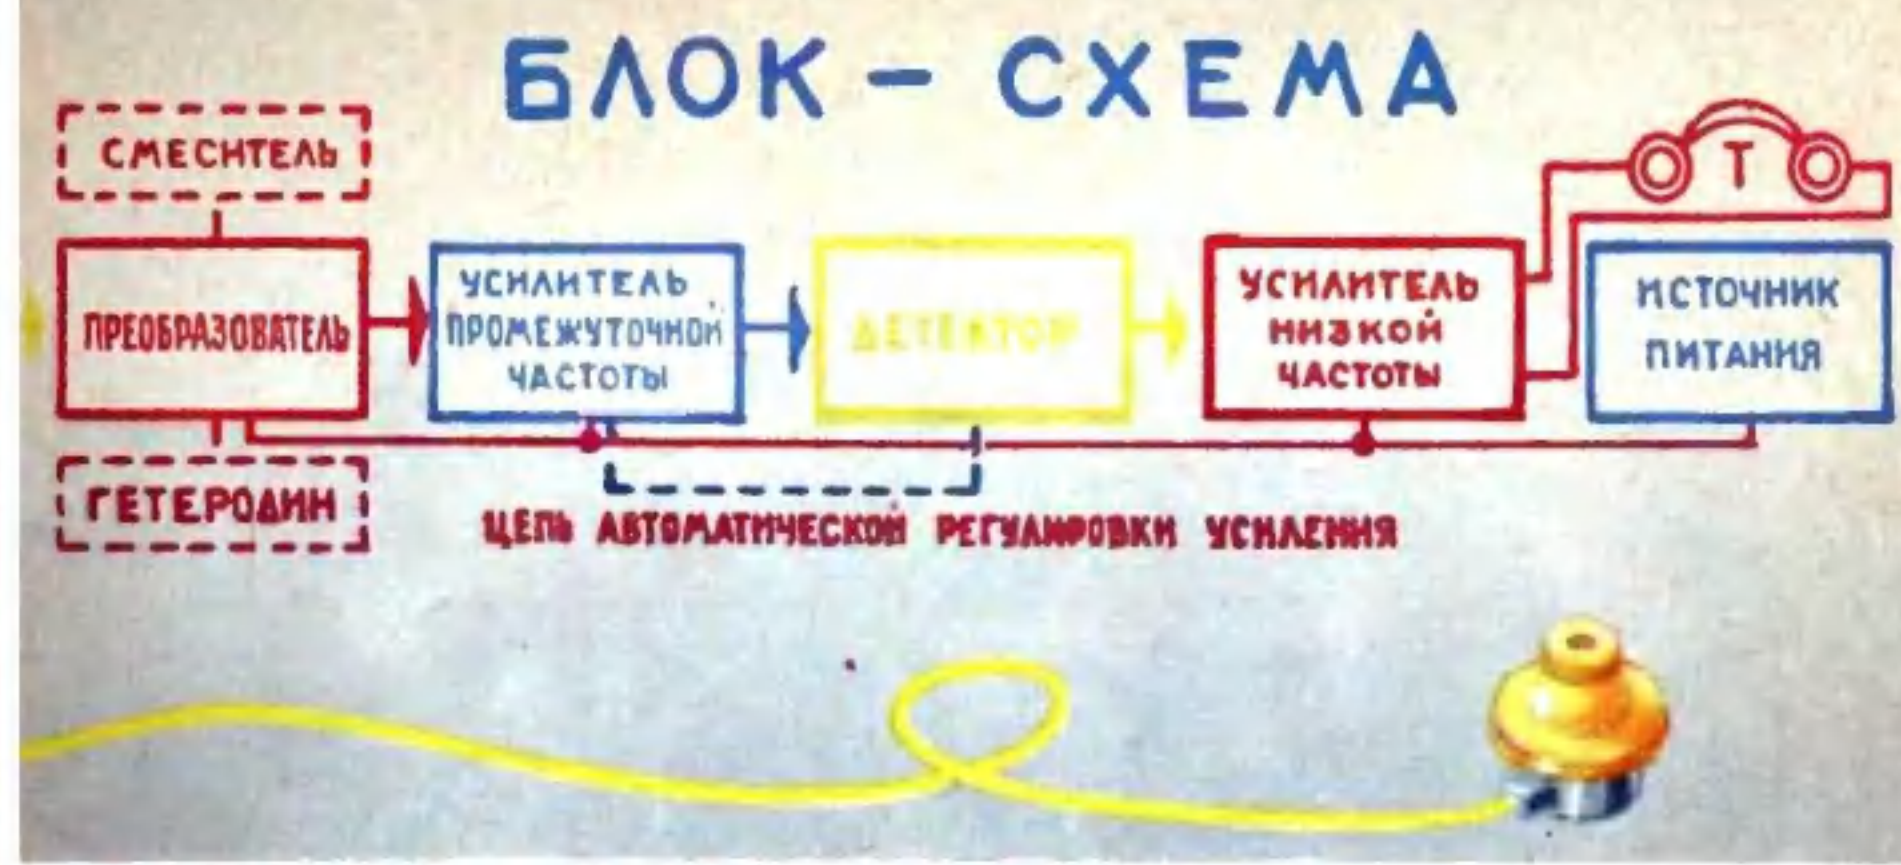 БЛОК - СХЕМА
СМЕСИТЕЛЬ
Т
ПРЕОБРАЗОВАТЕЛЬ
УСИЛИТЕЛЬ
ПРОМЕЖУТОЧНОЙ
ЧАСТОТЫ
ДЕТЕКТОР
УСИЛИТЕЛЬ
НИЗКОЙ
ЧАСТОТЫ
ИСТОЧНИК
ПИТАНИЯ
ГЕТЕРОДИН
ЦЕПЬ АВТОМАТИЧЕСКОЙ РЕГУЛИРОВКИ УСИЛЕНИЯ